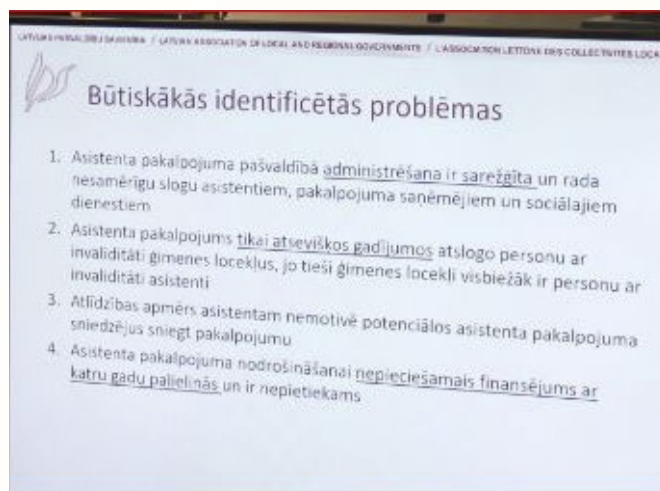 LATVIJAS PAŠVALDĪBU SAVIENĪBA / LATVIAN ASSOCIATION OF LOCAL AND REGIONAL GOVERNMENTS / L'ASSOCIATION LETTONE DES COLLECTIVITES LOCA
Būtiskākās identificētās problēmas
1. Asistenta pakalpojuma pašvaldībā administrēšana ir sarežģīta un rada
nesamērīgu slogu asistentiem, pakalpojuma saņēmējiem un sociālajiem
dienestiem
2. Asistenta pakalpojums tikai atsevišķos gadījumos atslogo personu ar
invaliditāti ģimenes locekļus, jo tieši ģimenes locekļi visbiežāk ir personu ar
invaliditāti asistenti
3. Atlīdzības apmērs asistentam nemotivē potenciālos asistenta pakalpojuma
sniedzējus sniegt pakalpojumu
4. Asistenta pakalpojuma nodrošināšanai nepieciešamais finansējums ar
katru gadu palielinās un ir nepietiekams